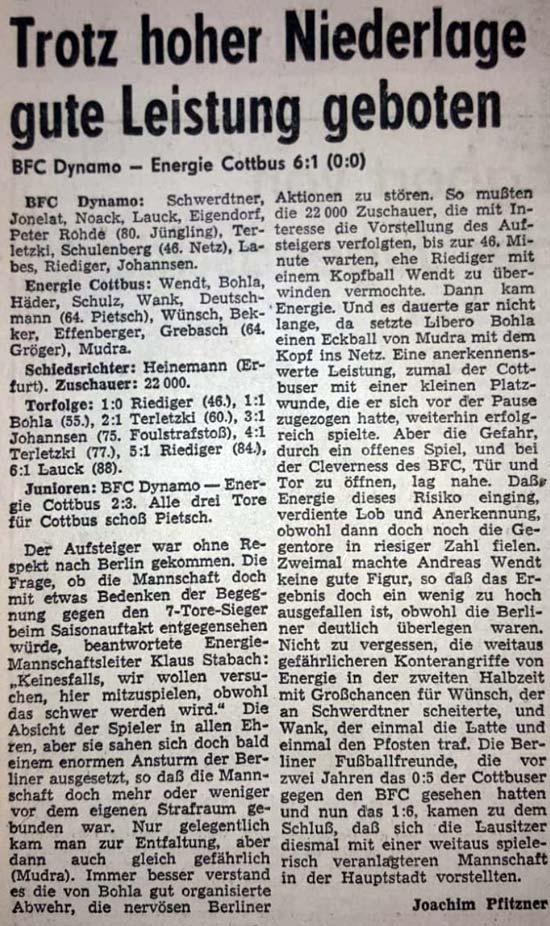 Trotz hoher Niederlage
gute Leistung geboten
BFC Dynamo — Energie Cottbus 6:1 (0:0)
BFC Dynamo: Schwerdtner,
Jonelat, Noack, Lauck, Eigendorf,
Peter Rohde (80. Jüngling), Ter-
letzki, Schulenberg (46. Netz), La-
bes, Riediger, Johannsen.
Energie Cottbus: Wendt, Bohla,
Häder, Schulz, Wank, Deutsch-
mann (64. Pietsch), Wünsch, Bek-
ker, Effenberger, Grebasch (64.
Gröger), Mudra.
Schiedsrichter: Heinemann (Er-
furt). Zuschauer: 22 000.
Torfolge: 1:0 Riediger (46.), 1:1
Bohla (55.), 2:1 Terletzki (60.), 3:1
Johannsen (75. Foulstrafstoß), 4:1
Terletzki (77.), 5:1 Riediger (84.),
6:1 Lauck (88).
Junioren: BFC Dynamo — Ener-
gie Cottbus 2:3. Alle drei Tore
für Cottbus schoß Pietsch.
Der Aufsteiger war ohne Re-
spekt nach Berlin gekommen. Die
Frage, ob die Mannschaft doch
mit etwas Bedenken der Begeg-
nung gegen den 7-Tore-Sieger
beim Saisonauftakt entgegensehen
würde, beantwortete Energie-
Mannschaftsleiter Klaus Stabach:
„Keinesfalls, wir wollen versu-
chen, hier mitzuspielen, obwohl
das schwer werden wird.“ Die
Absicht der Spieler in allen Eh-
ren, aber sie sahen sich doch bald
einem enormen Ansturm der Ber-
liner ausgesetzt, so daß die Mann-
schaft doch mehr oder weniger
vor dem eigenen Strafraum ge-
bunden war. Nur gelegentlich
kam man zur Entfaltung, aber
dann auch gleich gefährlich
(Mudra). Immer besser verstand
es die von Bohla gut organisierte
Abwehr, die nervösen Berliner
Aktionen zu stören. So mußten
die 22 000 Zuschauer, die mit In-
teresse die Vorstellung des Auf-
steigers verfolgten, bis zur 46. Mi-
nute warten, ehe Riediger mit
einem Kopfball Wendt zu über-
winden vermochte. Dann kam
Energie. Und es dauerte gar nicht
lange, da setzte Libero Bohla
einen Eckball von Mudra mit dem
Kopf ins Netz. Eine anerkennens-
werte Leistung, zumal der Cott-
buser mit einer kleinen Platz-
wunde, die er sich vor der Pause
zugezogen hatte, weiterhin erfolg-
reich spielte. Aber die Gefahr,
durch ein offenes Spiel, und bei
der Cleverness des BFC, Tür und
Tor zu öffnen, lag nahe. Daß
Energie dieses Risiko einging,
verdiente Lob und Anerkennung,
obwohl dann doch noch die Ge-
gentore in riesiger Zahl fielen.
Zweimal machte Andreas Wendt
keine gute Figur, so daß das Er-
gebnis doch ein wenig zu hoch
ausgefallen ist, obwohl die Berli-
ner deutlich überlegen waren.
Nicht zu vergessen, die weitaus
gefährlicheren Konterangriffe von
Energie in der zweiten Halbzeit
mit Großchancen für Wünsch, der
an Schwerdtner scheiterte, und
Wank, der einmal die Latte und
einmal den Pfosten traf. Die Ber-
liner Fußballfreunde, die vor
zwei Jahren das 0:5 der Cottbuser
gegen den BFC gesehen hatten
und nun das 1:6, kamen zu dem
Schluß, daß sich die Lausitzer
diesmal mit einer weitaus spiele-
risch veranlagteren Mannschaft
in der Hauptstadt vorstellten.
Joachim Pfitzner